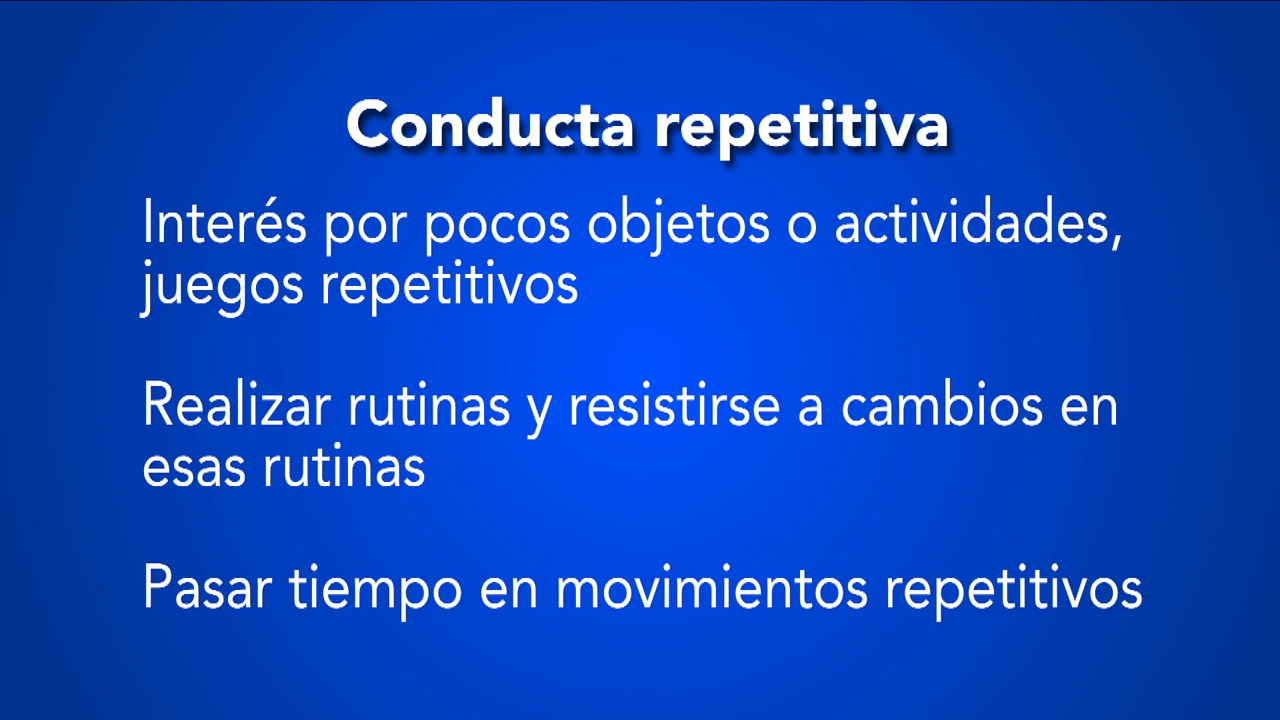 Conducta repetitiva
Interés por pocos objetos o actividades,
juegos repetitivos
Realizar rutinas y resistirse a cambios en
esas rutinas
Pasar tiempo en movimientos repetitivos